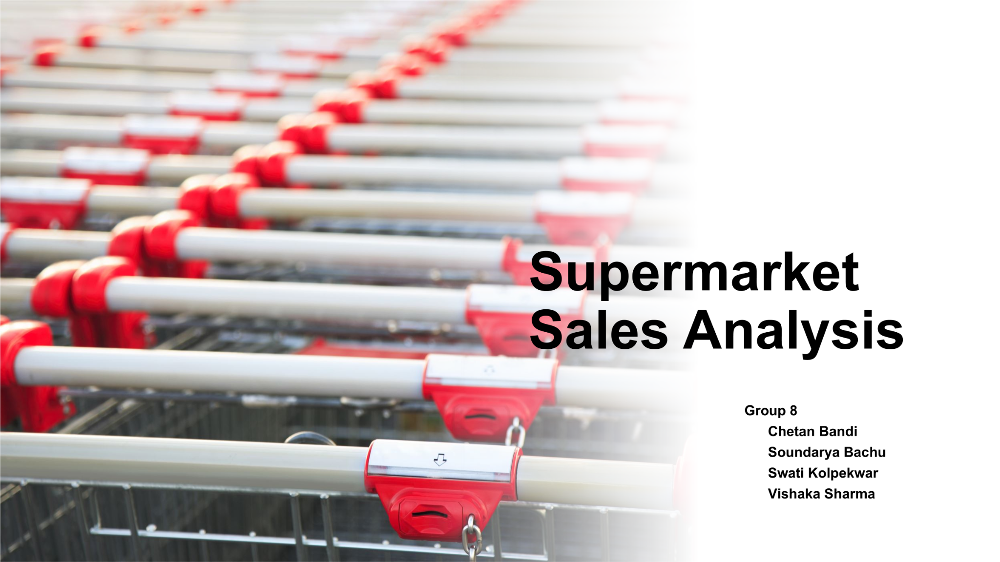 Supermarket
Sales Analysis
Group 8
Chetan Bandi
Soundarya Bachu
Swati Kolpekwar
Vishaka Sharma